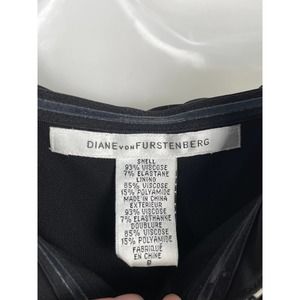 DIANE VON FURSTENBERG
SHELL
93% VISCOSE
7% ELASTANE
LINING
85% VISCOSE
15% POLYAMIDE
MADE IN CHINA
EXTERIEUR
93% VISCOSE
7% ELASTHANNE
DOUBLURE
85% VISCOSE
15% POLYAMIDE
FABRIQUÉ
EN CHINE